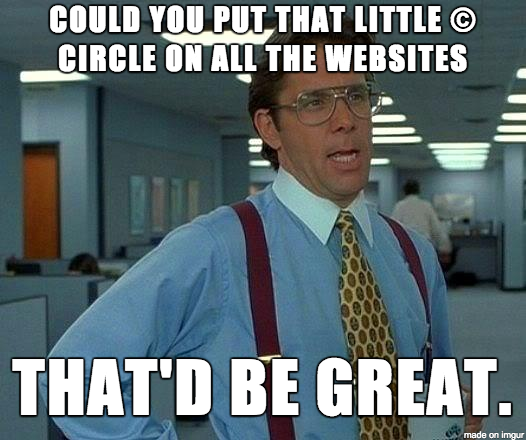 COULD YOU PUT THAT LITTLE ©
CIRCLE ON ALL THE WEBSITES
THAT'D BE GREAT.
made on imgur